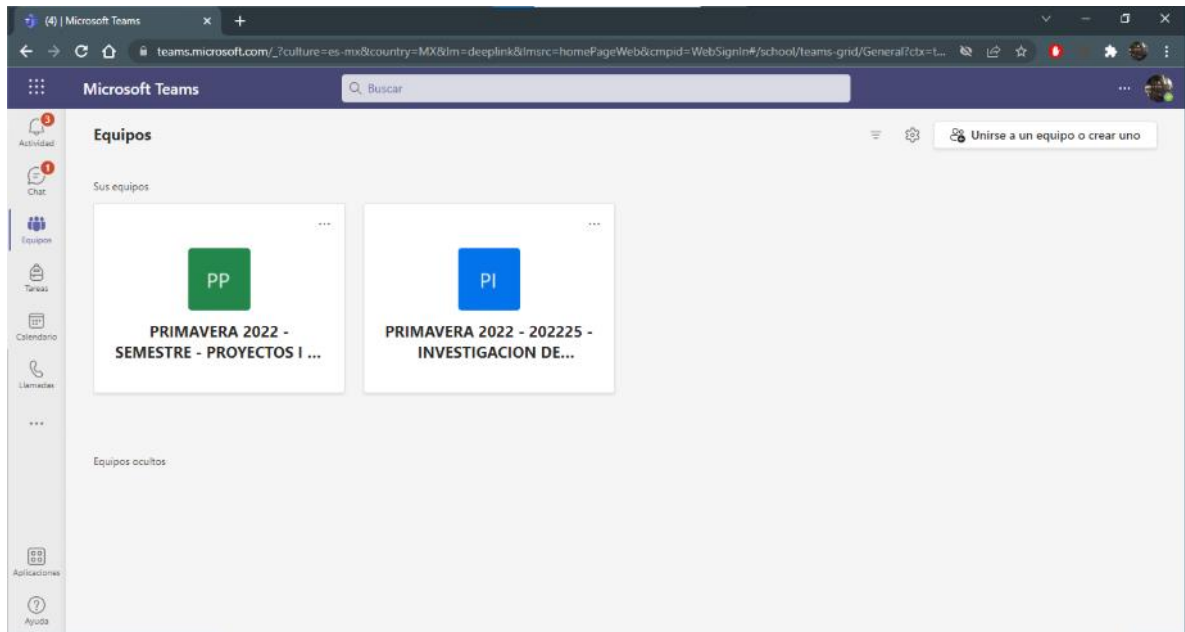 (4) | Microsoft Teams
teams.microsoft.com/_?culture=es-mx&country=MX&lm=deeplink&lmsrc=homePageWeb&cmpid=WebSignIn#/school/teams-grid/General?ctx=t...
Microsoft Teams
Buscar
3
Actividad
Equipos
Unirse a un equipo o crear uno
1
Chat
Sus equipos
Equipos
Tareas
Calendario
Llamadas
PP
PRIMAVERA 2022 -
SEMESTRE - PROYECTOS I ...
PI
PRIMAVERA 2022 - 202225 -
INVESTIGACION DE...
Equipos ocultos
Aplicaciones
Ayuda